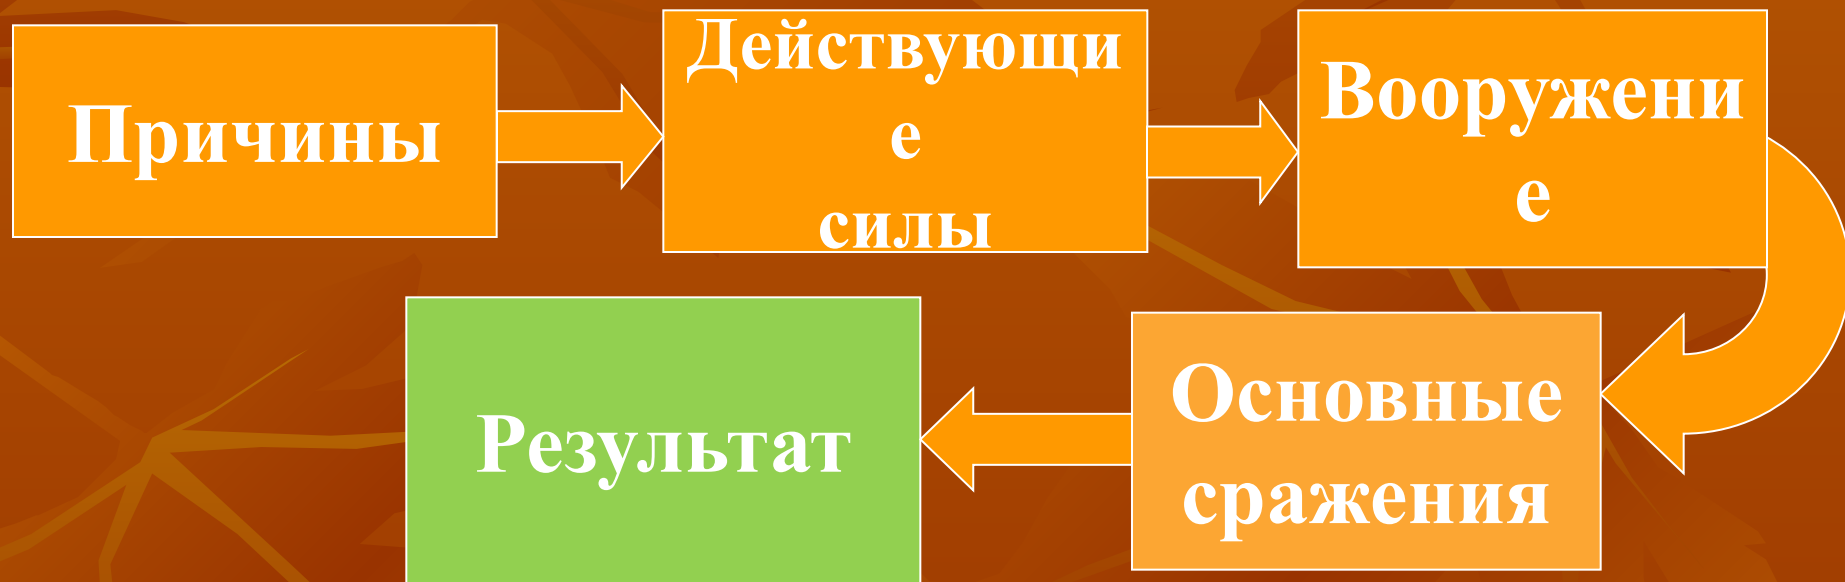 Причины
Действующи
е
силы
Вооружени
е
Основные
сражения
Результат